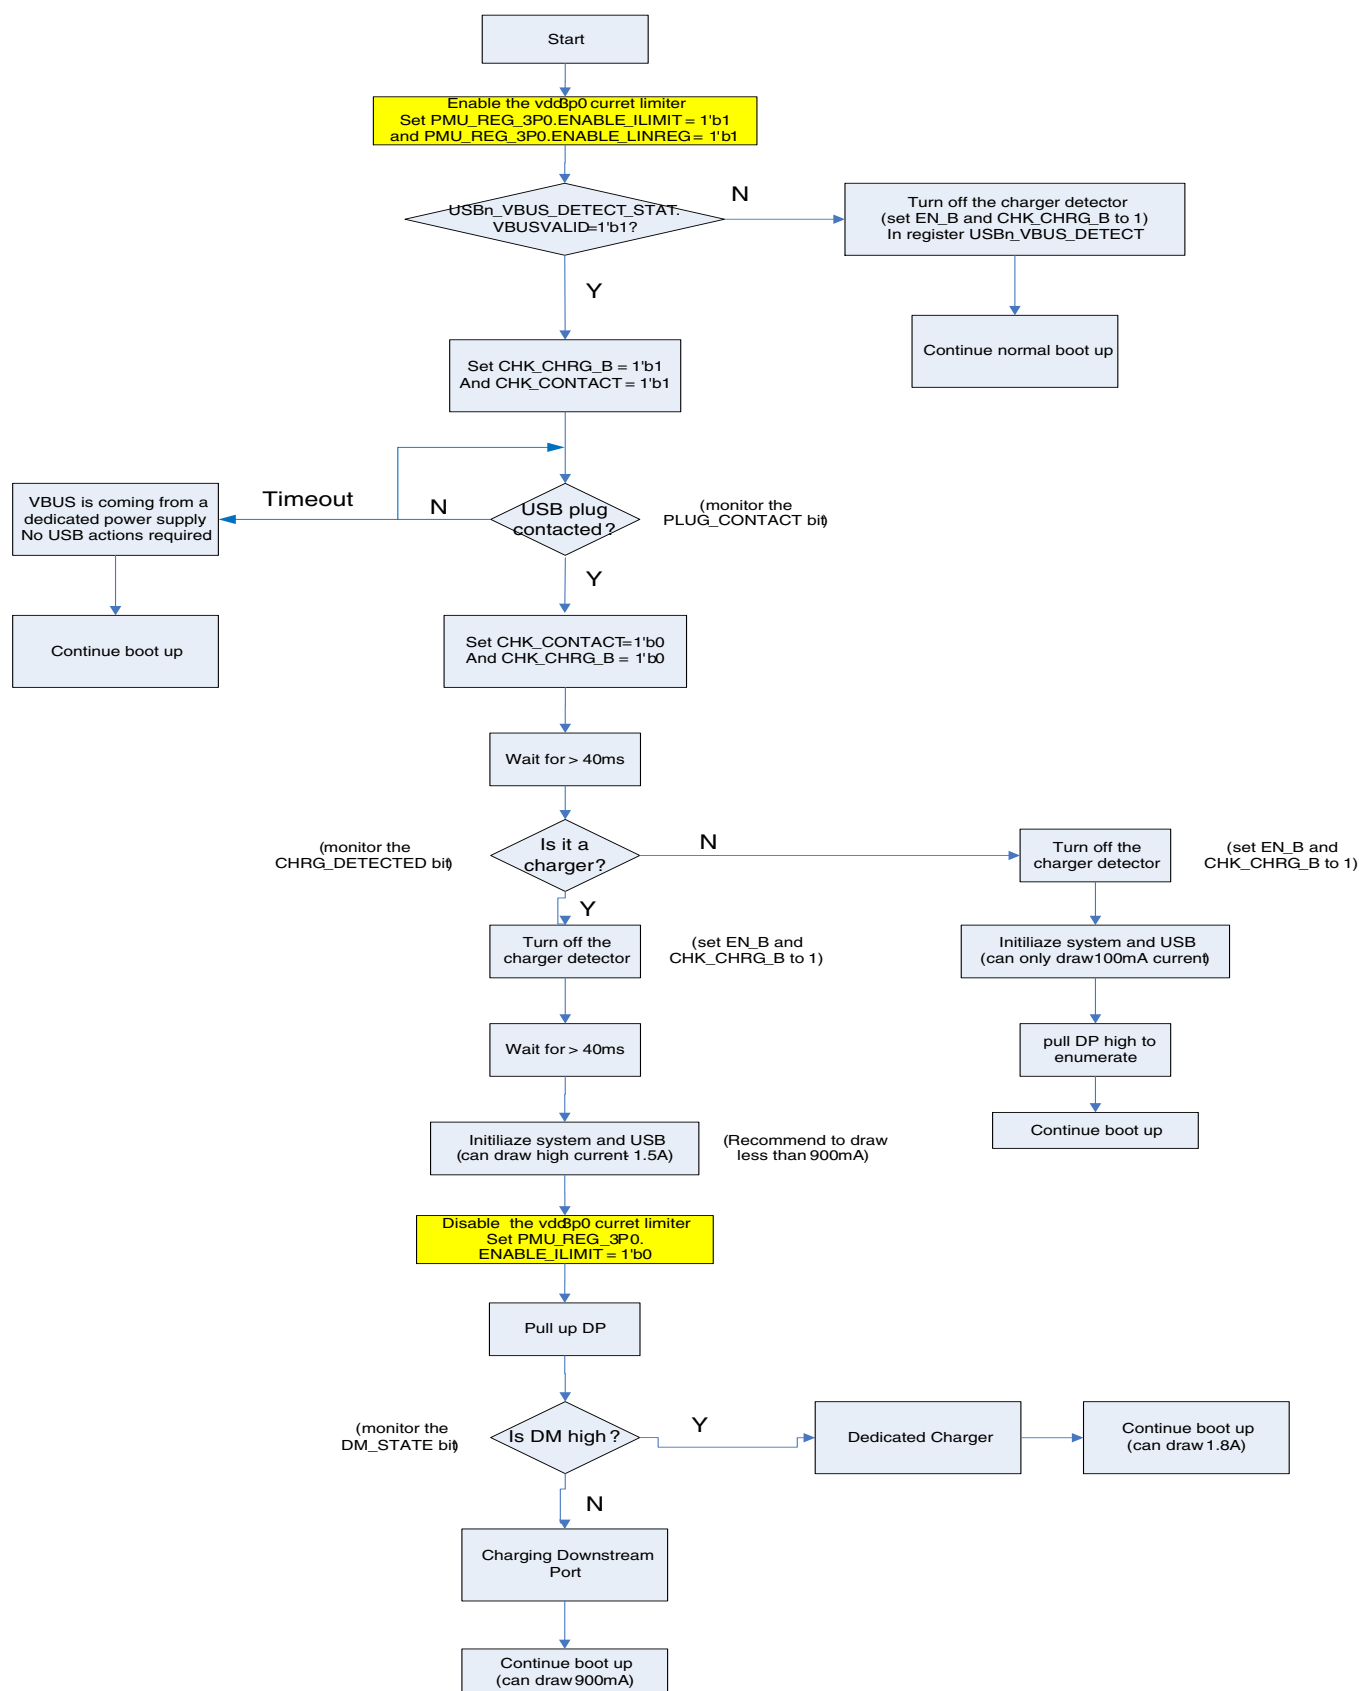 Start
Enable the vdd3p0 curret limiter
Set PMU_REG_3P0.ENABLE_ILIMIT = 1'b1
and PMU_REG_3P0.ENABLE_LINREG = 1'b1
USBn_VBUS_DETECT_STAT.
VBUSVALID=1'b1?
N
Turn off the charger detector
(set EN_B and CHK_CHRG_B to 1)
In register USBn_VBUS_DETECT
Y
Continue normal boot up
Set CHK_CHRG_B = 1'b1
And CHK_CONTACT = 1'b1
VBUS is coming from a
dedicated power supply
No USB actions required
Timeout
N
USB plug
contacted?
(monitor the
PLUG_CONTACT bit)
Y
Continue boot up
Set CHK_CONTACT=1'b0
And CHK_CHRG_B = 1'b0
Wait for > 40ms
(monitor the
CHRG_DETECTED bit)
Is it a
charger?
N
Turn off the
charger detector
(set EN_B and
CHK_CHRG_B to 1)
Y
Turn off the
charger detector
(set EN_B and
CHK_CHRG_B to 1)
Initiliaze system and USB
(can only draw 100mA current)
Wait for > 40ms
pull DP high to
enumerate
Initiliaze system and USB
(can draw high current- 1.5A)
(Recommend to draw
less than 900mA)
Continue boot up
Disable the vdd3p0 curret limiter
Set PMU_REG_3P0.
ENABLE_ILIMIT = 1'b0
Pull up DP
(monitor the
DM_STATE bit)
Is DM high?
Y
Dedicated Charger
Continue boot up
(can draw 1.8A)
N
Charging Downstream
Port
Continue boot up
(can draw 900mA)